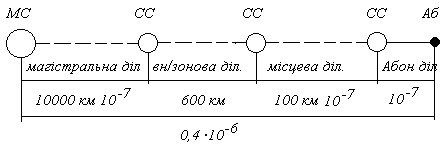 МС СС СС СС Аб
магістральна діл вн/зонова діл. місцева діл. Абон діл
10000 км 10⁻⁷ 600 км 100 км 10⁻⁷ 10⁻⁷
0,4 ·10⁻⁶